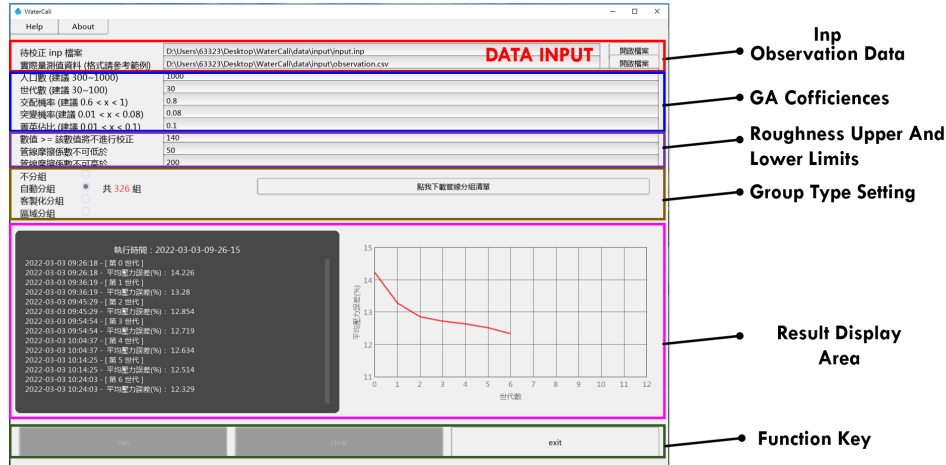 WaterCali
Help About
待校正 inp 檔案 D:\Users\63323\Desktop\WaterCali\data\input\input.inp 開啟檔案
實際量測值資料 (格式請參考範例) D:\Users\63323\Desktop\WaterCali\data\input\observation.csv 開啟檔案
DATA INPUT
人口數 (建議 300~1000) 1000
世代數 (建議 30~100) 30
交配機率 (建議 0.6 < x < 1) 0.8
突變機率(建議 0.01 < x < 0.08) 0.08
菁英佔比 (建議 0.01 < x < 0.1) 0.1
數值 >= 該數值將不進行校正 140
管線摩擦係數不可低於 50
管線摩擦係數不可高於 200
不分組
自動分組 共 326 組
客製化分組
區域分組
點我下載管線分組清單
執行時間：2022-03-03-09-26-15
2022-03-03 09:26:18 - [ 第 0 世代 ]
2022-03-03 09:26:18 - 平均壓力誤差(%)： 14.226
2022-03-03 09:36:19 - [ 第 1 世代 ]
2022-03-03 09:36:19 - 平均壓力誤差(%)： 13.28
2022-03-03 09:45:29 - [ 第 2 世代 ]
2022-03-03 09:45:29 - 平均壓力誤差(%)： 12.854
2022-03-03 09:54:54 - [ 第 3 世代 ]
2022-03-03 09:54:54 - 平均壓力誤差(%)： 12.719
2022-03-03 10:04:37 - [ 第 4 世代 ]
2022-03-03 10:04:37 - 平均壓力誤差(%)： 12.634
2022-03-03 10:14:25 - [ 第 5 世代 ]
2022-03-03 10:14:25 - 平均壓力誤差(%)： 12.514
2022-03-03 10:24:03 - [ 第 6 世代 ]
2022-03-03 10:24:03 - 平均壓力誤差(%)： 12.329
平均壓力誤差(%)
15
14
13
12
11
0 1 2 3 4 5 6 7 8 9 10 11 12
世代數
run clear exit
Inp
Observation Data
GA Cofficiences
Roughness Upper And
Lower Limits
Group Type Setting
Result Display
Area
Function Key